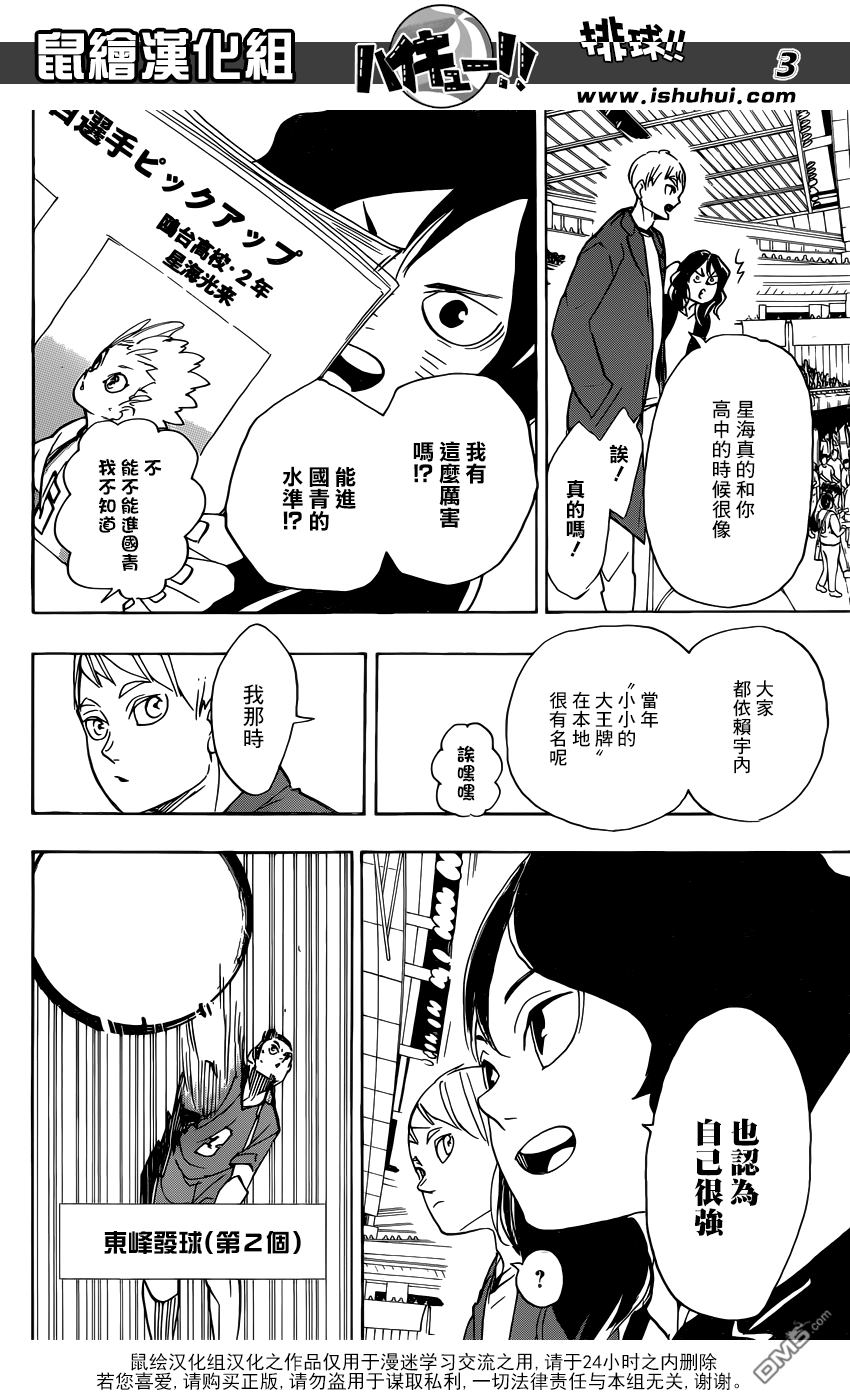 鼠繪漢化組
ハイキュー!!
排球!!
3
www.ishuhui.com
星海真的和你
高中的時候很像
誒！
真的嗎！
目選手ピックアップ
鴎台高校・2年
星海光来
我有
這麼厲害
嗎!?
能進
國青的
水準!?
不
能不能進國青
我不知道
大家
都依賴宇內
當年
〝小小的
大王牌〞
在本地
很有名呢
誒嘿嘿
我那時
也認為
自己很強
?
東峰發球(第2個)
鼠绘汉化组汉化之作品仅用于漫迷学习交流之用, 请于24小时之内删除
若您喜爱, 请购买正版, 请勿盗用于谋取私利, 一切法律责任与本组无关, 谢谢.
DM5.com